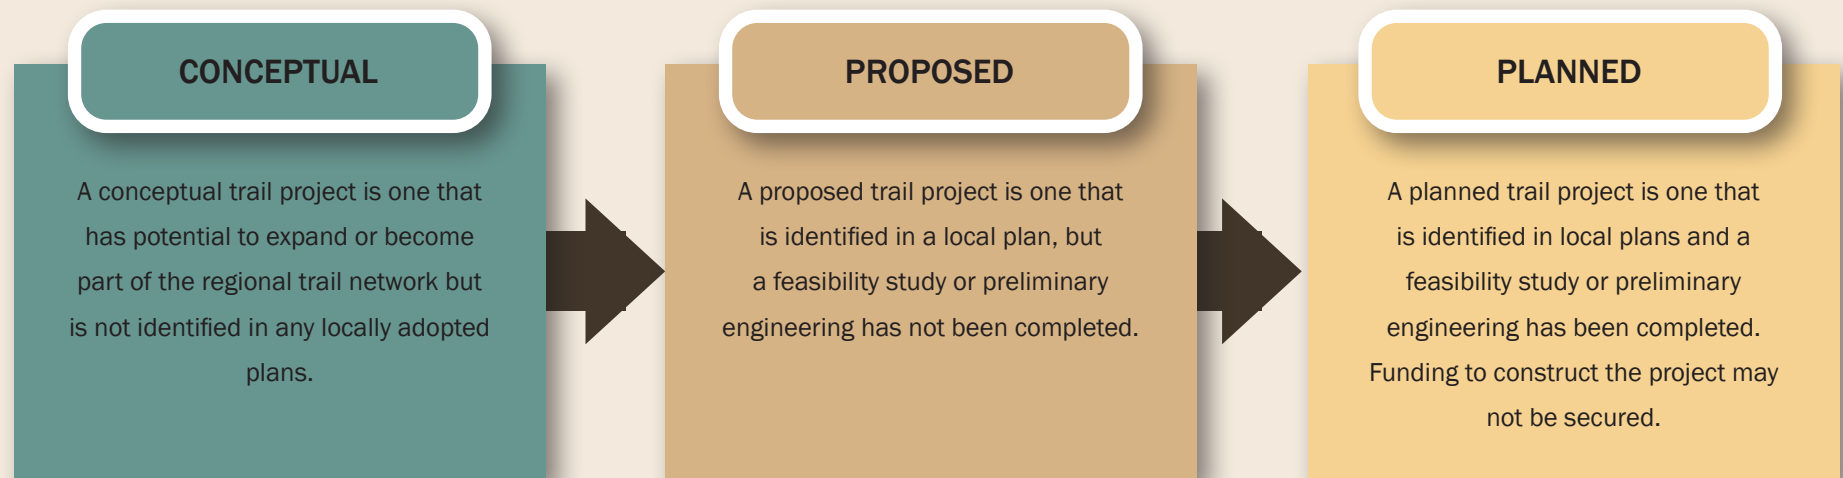 CONCEPTUAL
A conceptual trail project is one that
has potential to expand or become
part of the regional trail network but
is not identified in any locally adopted
plans.
PROPOSED
A proposed trail project is one that
is identified in a local plan, but
a feasibility study or preliminary
engineering has not been completed.
PLANNED
A planned trail project is one that
is identified in local plans and a
feasibility study or preliminary
engineering has been completed.
Funding to construct the project may
not be secured.